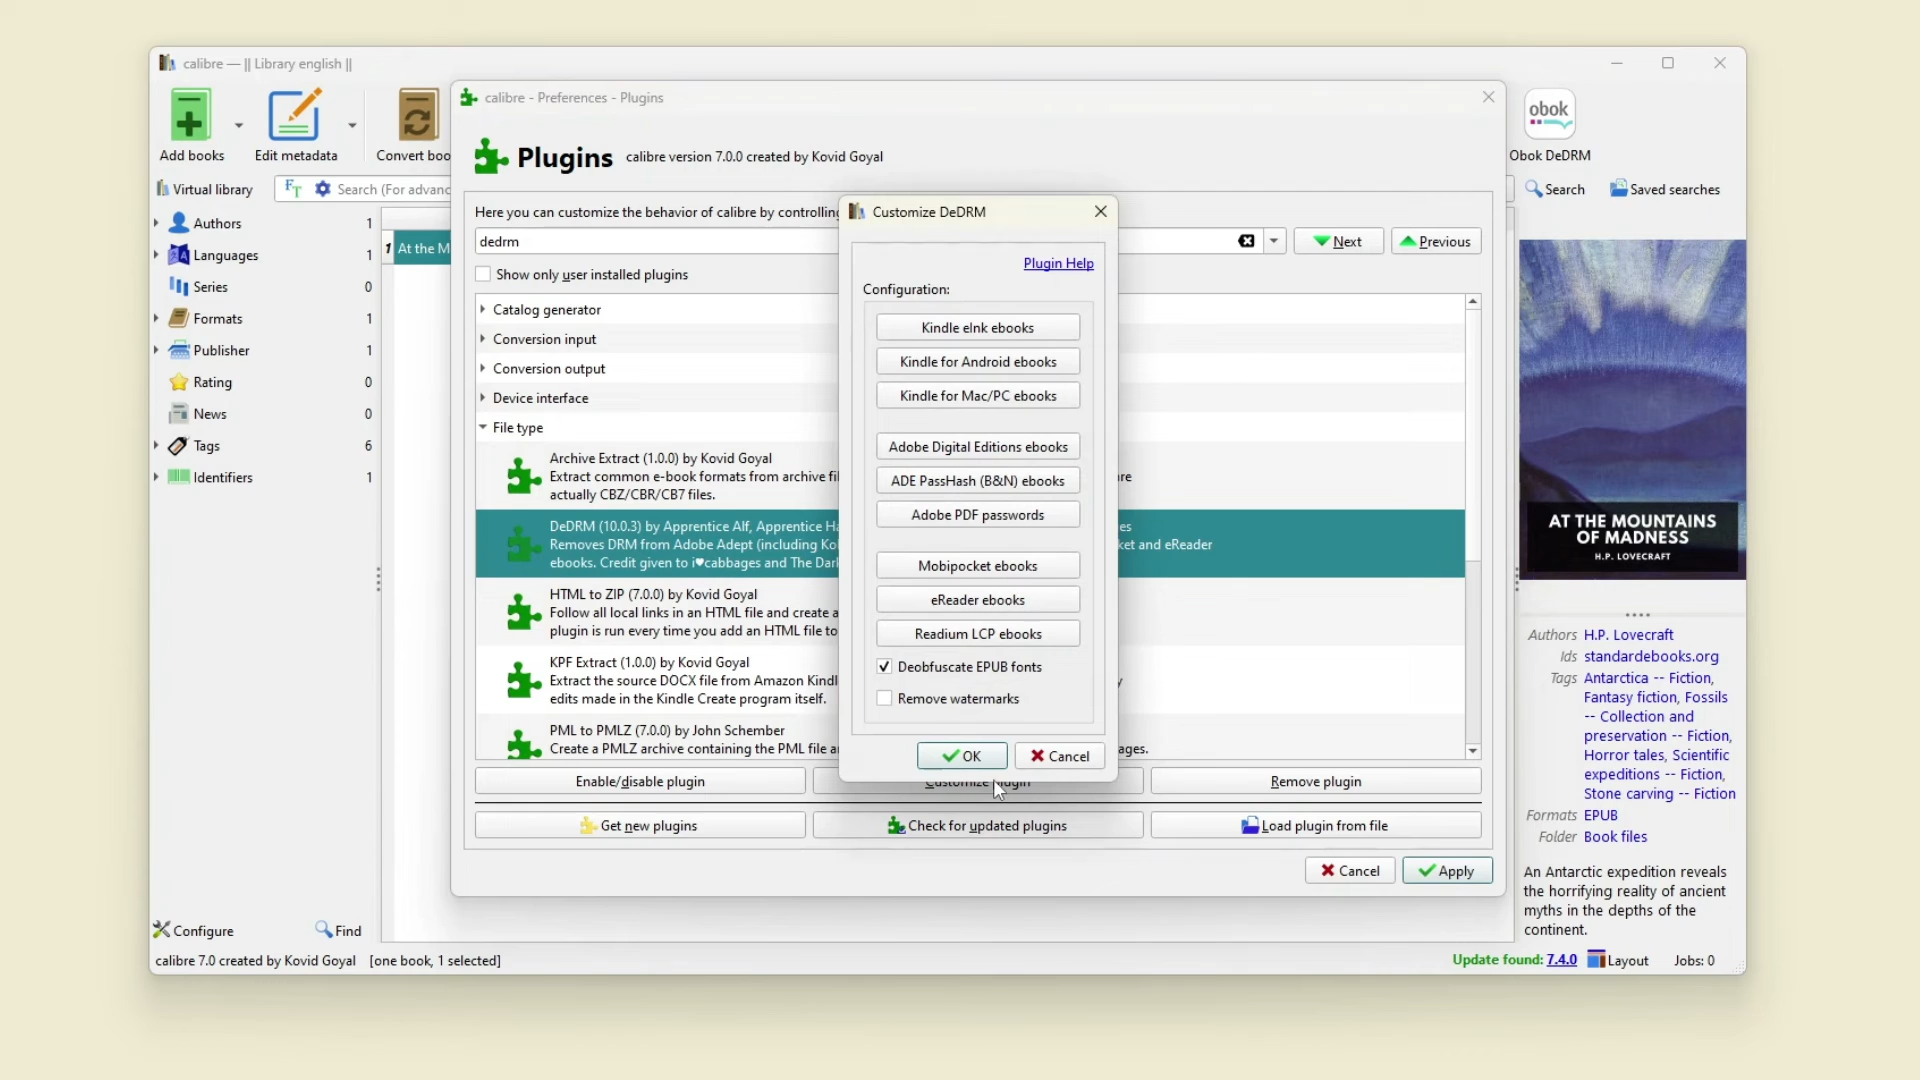 calibre — || Library english ||
Add books
Edit metadata
Convert boo
obok
Obok DeDRM
Virtual library
Search (For advanc
Search
Saved searches
Authors 1
Languages 1
Series 0
Formats 1
Publisher 1
Rating 0
News 0
Tags 6
Identifiers 1
1 At the M
calibre - Preferences - Plugins
Plugins calibre version 7.0.0 created by Kovid Goyal
Here you can customize the behavior of calibre by controlling
dedrm
Next
Previous
Show only user installed plugins
Catalog generator
Conversion input
Conversion output
Device interface
File type
Archive Extract (1.0.0) by Kovid Goyal
Extract common e-book formats from archive fil re
actually CBZ/CBR/CB7 files.
DeDRM (10.0.3) by Apprentice Alf, Apprentice Ha es
Removes DRM from Adobe Adept (including Ko ket and eReader
ebooks. Credit given to i♥cabbages and The Dark
HTML to ZIP (7.0.0) by Kovid Goyal
Follow all local links in an HTML file and create a
plugin is run every time you add an HTML file to
KPF Extract (1.0.0) by Kovid Goyal
Extract the source DOCX file from Amazon Kindl y
edits made in the Kindle Create program itself.
PML to PMLZ (7.0.0) by John Schember
Create a PMLZ archive containing the PML file a ages.
Enable/disable plugin
Customize plugin
Remove plugin
Get new plugins
Check for updated plugins
Load plugin from file
Cancel
Apply
Customize DeDRM
Plugin Help
Configuration:
Kindle eInk ebooks
Kindle for Android ebooks
Kindle for Mac/PC ebooks
Adobe Digital Editions ebooks
ADE PassHash (B&N) ebooks
Adobe PDF passwords
Mobipocket ebooks
eReader ebooks
Readium LCP ebooks
Deobfuscate EPUB fonts
Remove watermarks
OK
Cancel
AT THE MOUNTAINS
OF MADNESS
H.P. LOVECRAFT
Authors H.P. Lovecraft
Ids standardebooks.org
Tags Antarctica -- Fiction,
Fantasy fiction, Fossils
-- Collection and
preservation -- Fiction,
Horror tales, Scientific
expeditions -- Fiction,
Stone carving -- Fiction
Formats EPUB
Folder Book files
An Antarctic expedition reveals
the horrifying reality of ancient
myths in the depths of the
continent.
Configure
Find
calibre 7.0 created by Kovid Goyal [one book, 1 selected]
Update found: 7.4.0
Layout
Jobs: 0